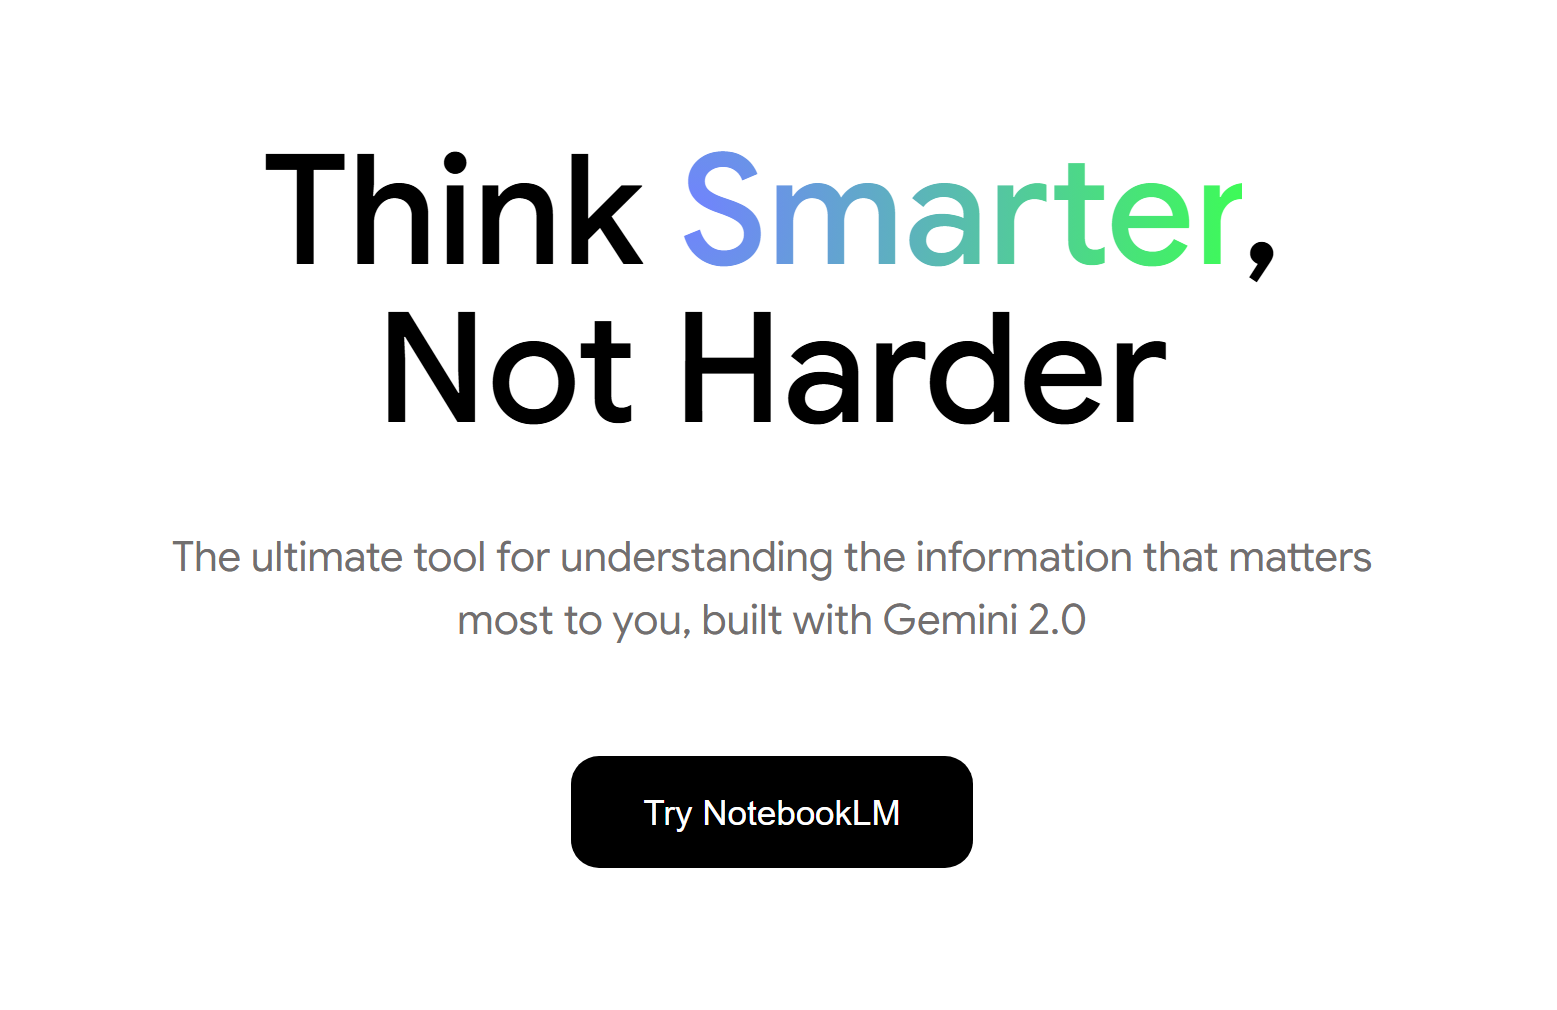 Think Smarter,
Not Harder
The ultimate tool for understanding the information that matters
most to you, built with Gemini 2.0
Try NotebookLM